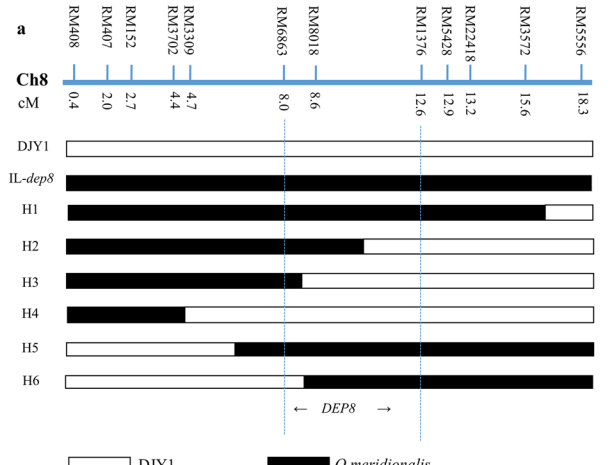 a
RM408 RM407 RM152 RM3702 RM3309 RM6863 RM8018 RM1376 RM5428 RM22418 RM3572 RM5556
Ch8
cM 0.4 2.0 2.7 4.4 4.7 8.0 8.6 12.6 12.9 13.2 15.6 18.3
DJY1
IL-dep8
H1
H2
H3
H4
H5
H6
← DEP8 →
DJY1 O.meridionalis